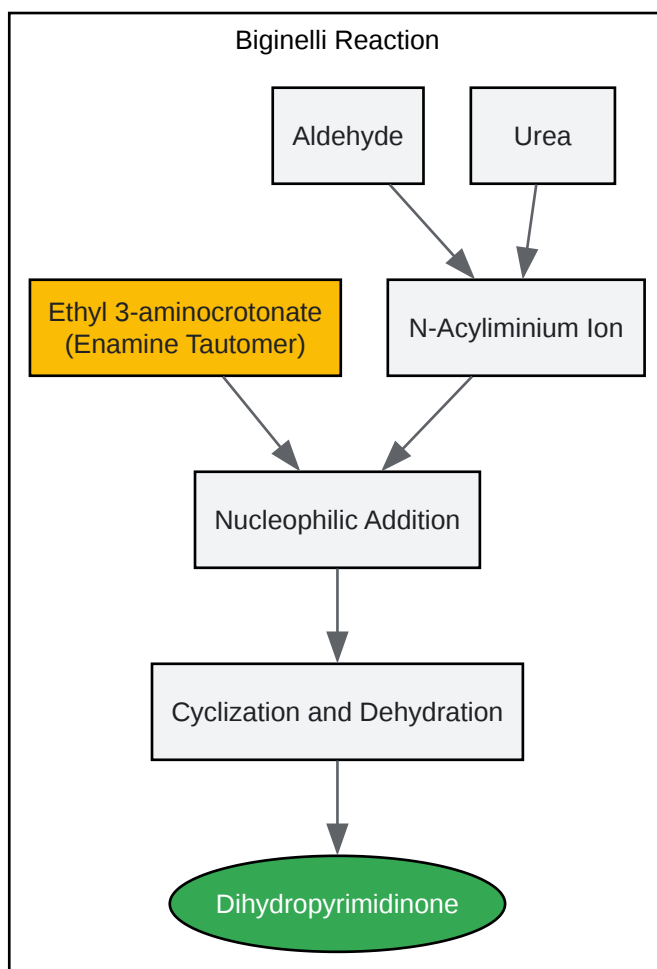 Biginelli Reaction
Aldehyde
Urea
Ethyl 3-aminocrotonate
(Enamine Tautomer)
N-Acyliminium Ion
Nucleophilic Addition
Cyclization and Dehydration
Dihydropyrimidinone